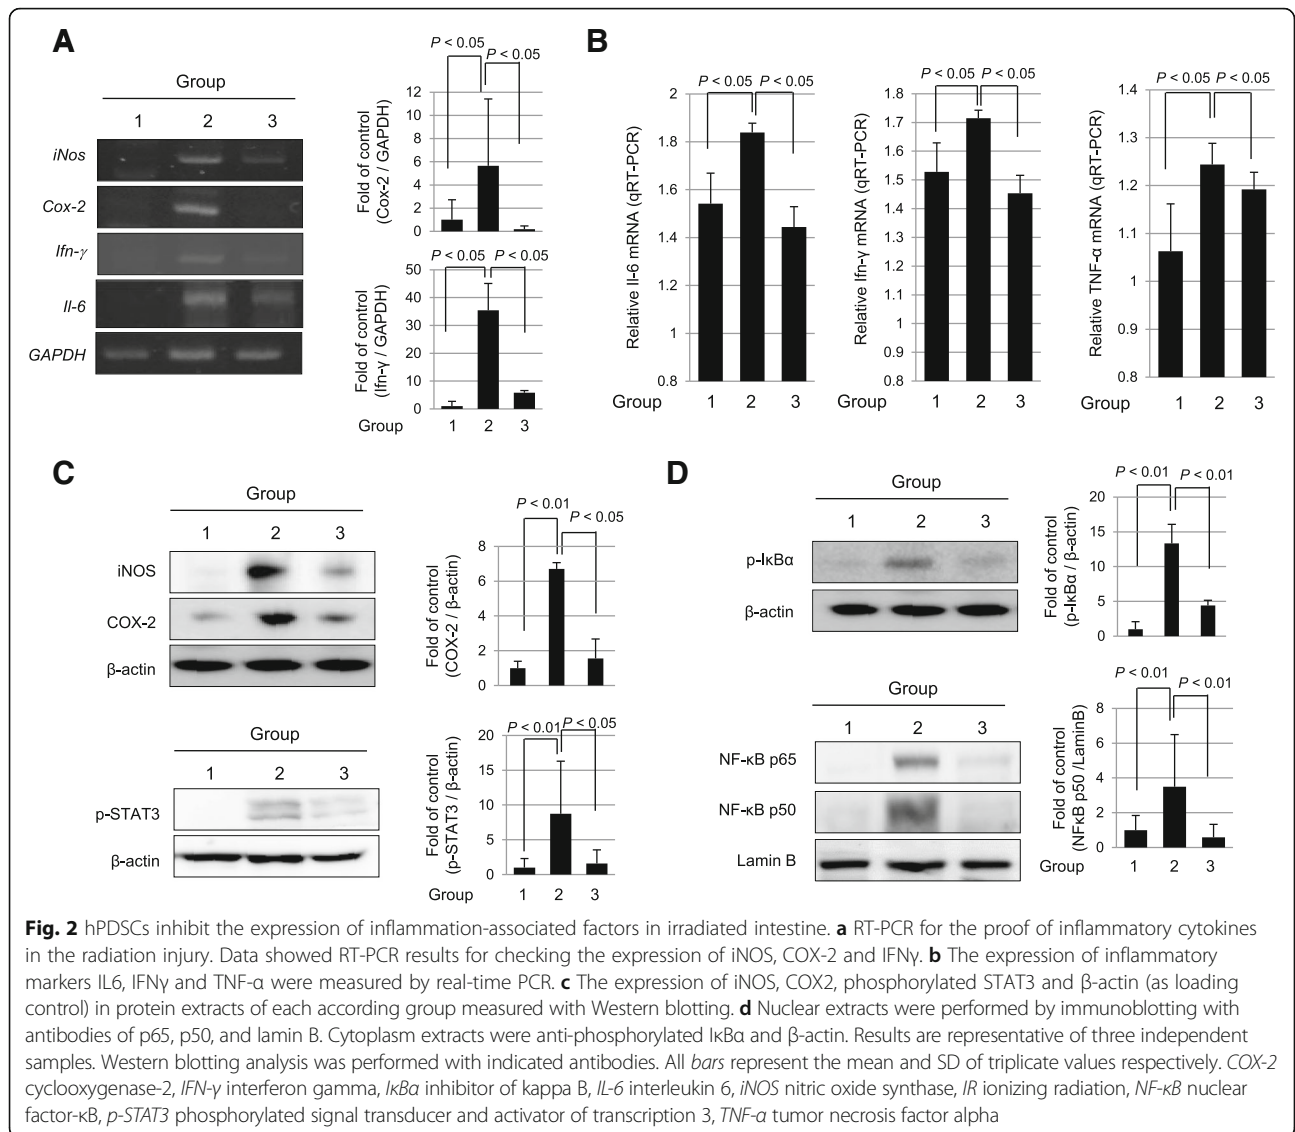 A
Group
1 2 3
iNos
Cox-2
Ifn-γ
Il-6
GAPDH
P < 0.05
P < 0.05
Fold of control
(Cox-2 / GAPDH)
12
10
8
6
4
2
0
P < 0.05 P < 0.05
Fold of control
(Ifn-γ / GAPDH)
50
40
30
20
10
0
Group 1 2 3
B
P < 0.05 P < 0.05
Relative Il-6 mRNA (qRT-PCR)
2
1.8
1.6
1.4
1.2
1
0.8
Group 1 2 3
P < 0.05 P < 0.05
Relative Ifn-γ mRNA (qRT-PCR)
1.8
1.7
1.6
1.5
1.4
1.3
1.2
1.1
1
0.9
0.8
Group 1 2 3
P < 0.05 P < 0.05
Relative TNF-α mRNA (qRT-PCR)
1.4
1.3
1.2
1.1
1
0.9
0.8
Group 1 2 3
C
Group
1 2 3
iNOS
COX-2
β-actin
P < 0.01
P < 0.05
Fold of control
(COX-2 / β-actin)
8
6
4
2
0
Group
1 2 3
p-STAT3
β-actin
P < 0.01 P < 0.05
Fold of control
(p-STAT3 / β-actin)
20
15
10
5
0
Group 1 2 3
D
Group
1 2 3
p-IκBα
β-actin
P < 0.01 P < 0.01
Fold of control
(p-IκBα / β-actin)
20
15
10
5
0
Group
1 2 3
NF-κB p65
NF-κB p50
Lamin B
P < 0.01
P < 0.01
Fold of control
(NFκB p50 /LaminB)
8
6
4
2
0
Group 1 2 3
Fig. 2 hPDSCs inhibit the expression of inflammation-associated factors in irradiated intestine. a RT-PCR for the proof of inflammatory cytokines
in the radiation injury. Data showed RT-PCR results for checking the expression of iNOS, COX-2 and IFNγ. b The expression of inflammatory
markers IL6, IFNγ and TNF-α were measured by real-time PCR. c The expression of iNOS, COX2, phosphorylated STAT3 and β-actin (as loading
control) in protein extracts of each according group measured with Western blotting. d Nuclear extracts were performed by immunoblotting with
antibodies of p65, p50, and lamin B. Cytoplasm extracts were anti-phosphorylated IκBα and β-actin. Results are representative of three independent
samples. Western blotting analysis was performed with indicated antibodies. All bars represent the mean and SD of triplicate values respectively. COX-2
cyclooxygenase-2, IFN-γ interferon gamma, IκBα inhibitor of kappa B, IL-6 interleukin 6, iNOS nitric oxide synthase, IR ionizing radiation, NF-κB nuclear
factor-κB, p-STAT3 phosphorylated signal transducer and activator of transcription 3, TNF-α tumor necrosis factor alpha